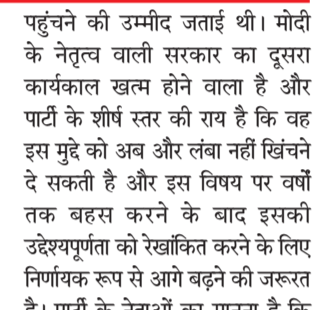 पहुंचने की उम्मीद जताई थी। मोदी
के नेतृत्व वाली सरकार का दूसरा
कार्यकाल खत्म होने वाला है और
पार्टी के शीर्ष स्तर की राय है कि वह
इस मुद्दे को अब और लंबा नहीं खिंचने
दे सकती है और इस विषय पर वर्षों
तक बहस करने के बाद इसकी
उद्देश्यपूर्णता को रेखांकित करने के लिए
निर्णायक रूप से आगे बढ़ने की जरूरत
है। पार्टी के नेताओं का मानना है कि